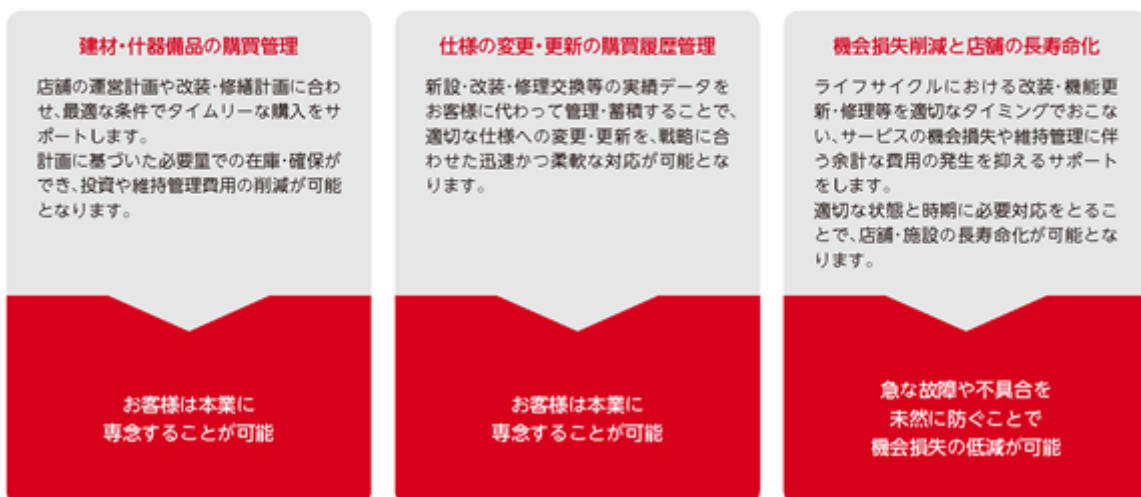 建材・什器備品の購買管理
店舗の運営計画や改装・修繕計画に合わ
せ、最適な条件でタイムリーな購入をサ
ポートします。
計画に基づいた必要量での在庫・確保が
でき、投資や維持管理費用の削減が可能
となります。
お客様は本業に
専念することが可能
仕様の変更・更新の購買履歴管理
新設・改装・修理交換等の実績データを
お客様に代わって管理・蓄積することで、
適切な仕様への変更・更新を、戦略に合
わせた迅速かつ柔軟な対応が可能とな
ります。
お客様は本業に
専念することが可能
機会損失削減と店舗の長寿命化
ライフサイクルにおける改装・機能更
新・修理等を適切なタイミングでおこな
い、サービスの機会損失や維持管理に伴
う余計な費用の発生を抑えるサポート
をします。
適切な状態と時期に必要対応をとるこ
とで、店舗・施設の長寿命化が可能とな
ります。
急な故障や不具合を
未然に防ぐことで
機会損失の低減が可能